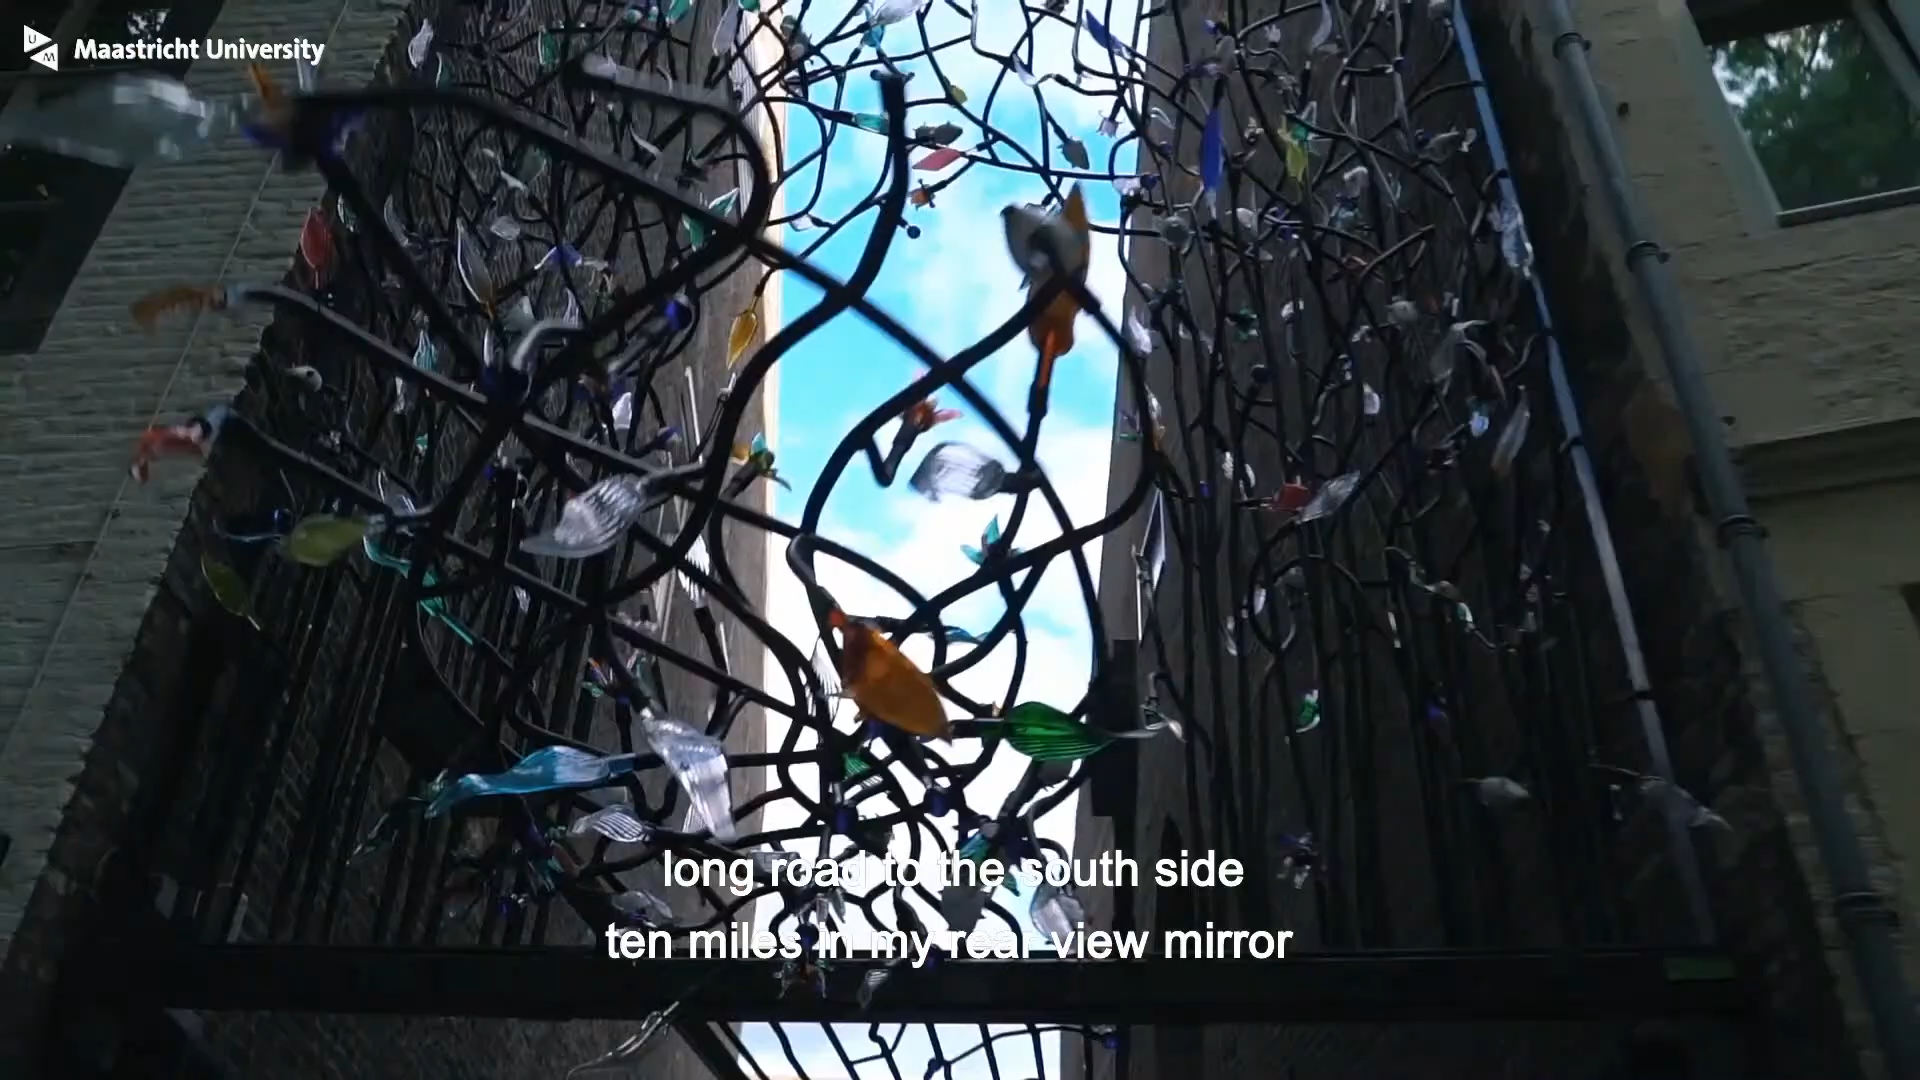 Maastricht University
long road to the south side
ten miles in my rear view mirror